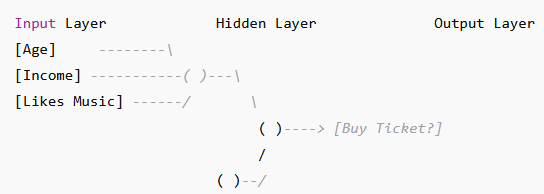 Input Layer Hidden Layer Output Layer
[Age] --------\
[Income] -----------( )---\
[Likes Music] ------/ \
( )----> [Buy Ticket?]
/
( )--/